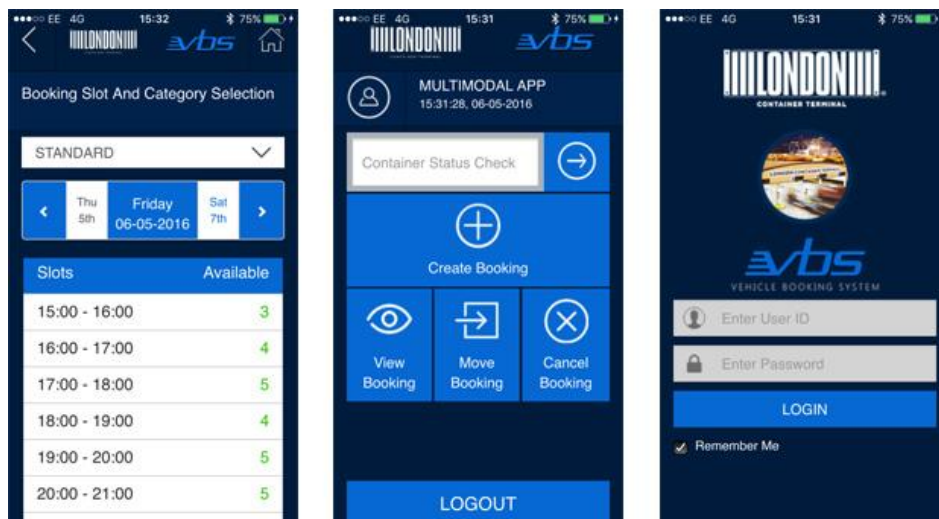 EE 4G 15:32 75%
LONDON
vbs
Booking Slot And Category Selection
STANDARD
Thu
5th
Friday
06-05-2016
Sat
7th
Slots Available
15:00 - 16:00 3
16:00 - 17:00 4
17:00 - 18:00 5
18:00 - 19:00 4
19:00 - 20:00 5
20:00 - 21:00 5
EE 4G 15:31 75%
LONDON
vbs
MULTIMODAL APP
15:31:28, 06-05-2016
Container Status Check
Create Booking
View
Booking
Move
Booking
Cancel
Booking
LOGOUT
EE 4G 15:31 75%
LONDON
CONTAINER TERMINAL
LONDON CONTAINER TERMINAL
vbs
VEHICLE BOOKING SYSTEM
Enter User ID
Enter Password
LOGIN
Remember Me